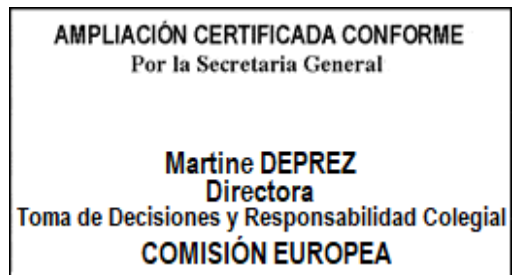 AMPLIACIÓN CERTIFICADA CONFORME
Por la Secretaria General
Martine DEPREZ
Directora
Toma de Decisiones y Responsabilidad Colegial
COMISIÓN EUROPEA